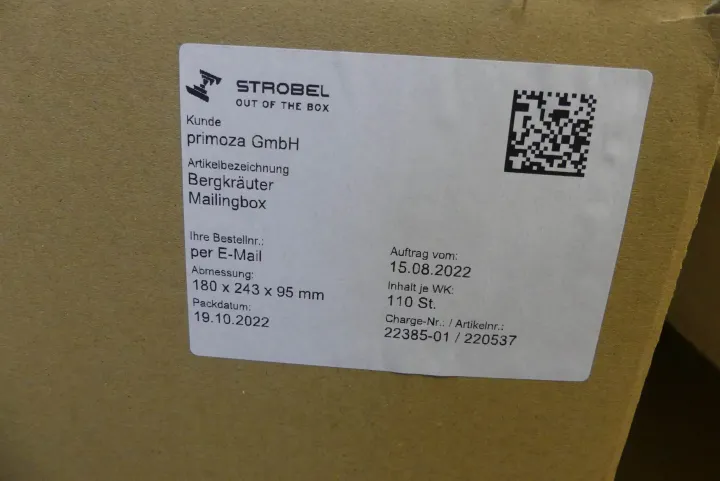 STROBEL
OUT OF THE BOX
Kunde
primoza GmbH
Artikelbezeichnung
Bergkräuter
Mailingbox
Ihre Bestellnr.:
per E-Mail
Abmessung:
180 x 243 x 95 mm
Packdatum:
19.10.2022
Auftrag vom:
15.08.2022
Inhalt je WK:
110 St.
Charge-Nr.: / Artikelnr.:
22385-01 / 220537